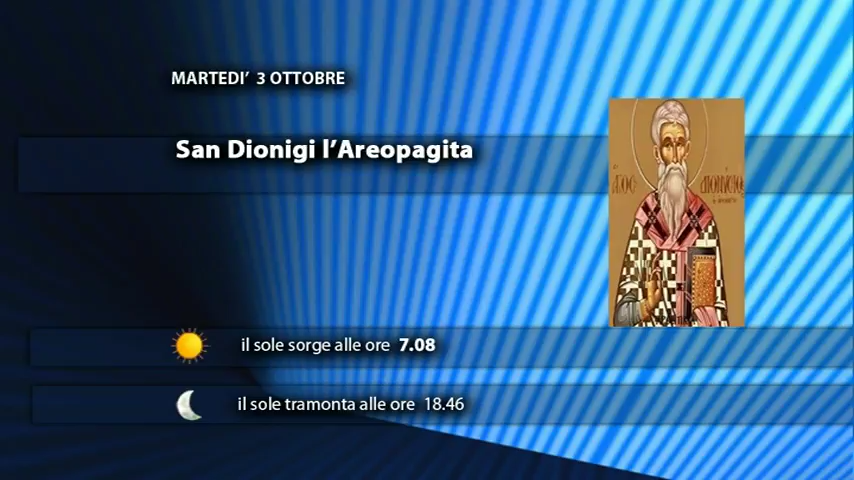 MARTEDI’ 3 OTTOBRE
San Dionigi l’Areopagita
ΔΙΟΝΥΣΙΟΣ
il sole sorge alle ore 7.08
il sole tramonta alle ore 18.46